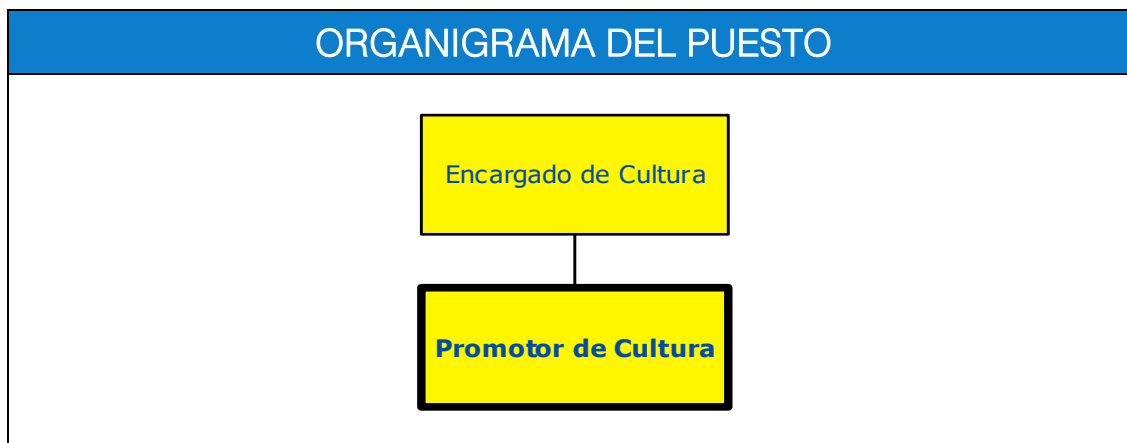 ORGANIGRAMA DEL PUESTO
Encargado de Cultura
Promotor de Cultura